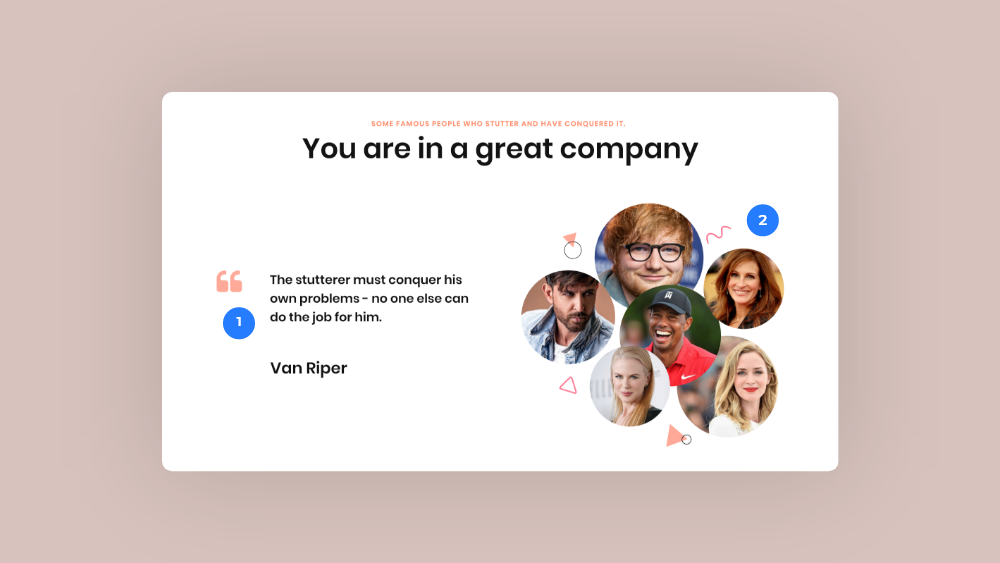 SOME FAMOUS PEOPLE WHO STUTTER AND HAVE CONQUERED IT.
You are in a great company
2
The stutterer must conquer his
own problems - no one else can
do the job for him.
1
Van Riper
TW